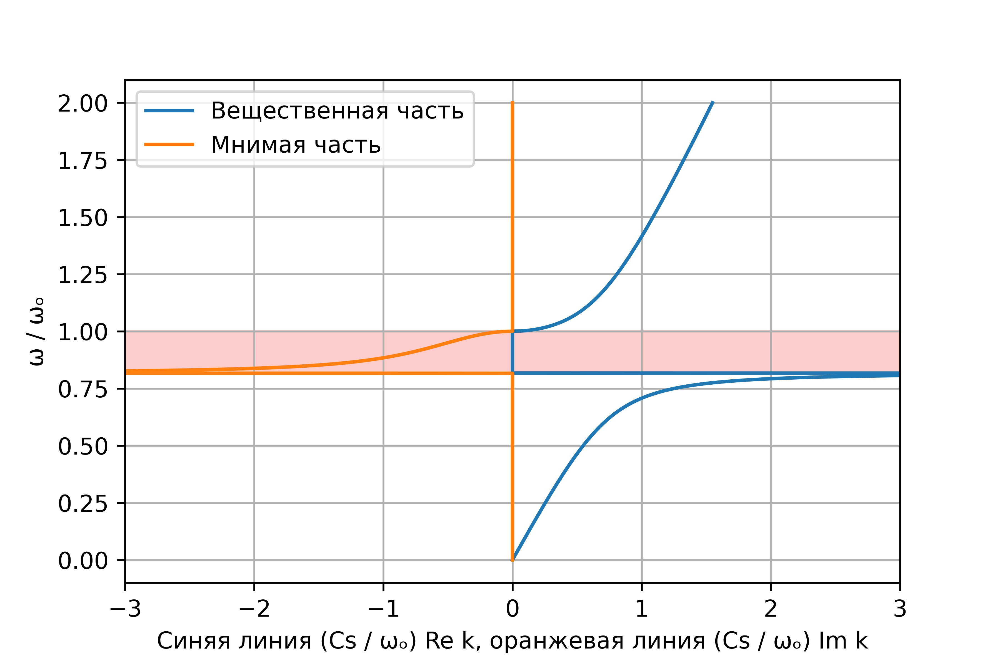 Вещественная часть
Мнимая часть
2.00
1.75
1.50
1.25
1.00
0.75
0.50
0.25
0.00
ω / ωₒ
−3 −2 −1 0 1 2 3
Синяя линия (Cs / ωₒ) Re k, оранжевая линия (Cs / ωₒ) Im k